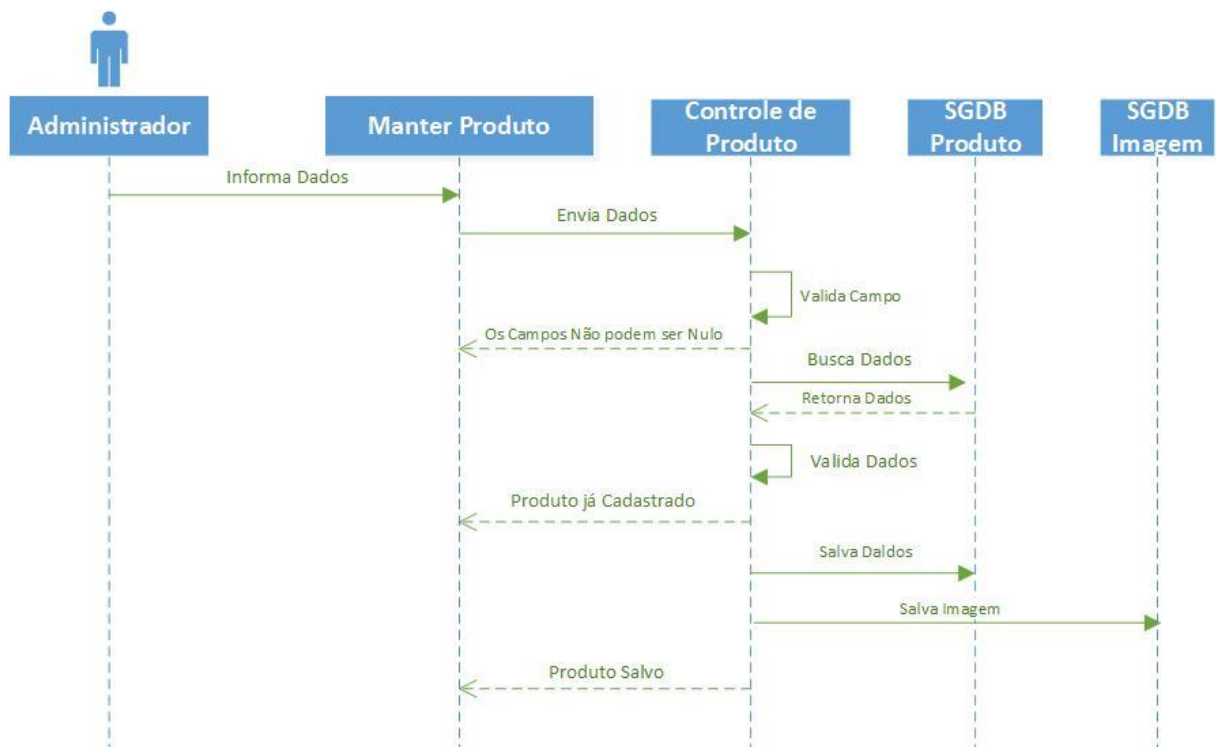 Administrador
Manter Produto
Controle de
Produto
SGDB
Produto
SGDB
Imagem
Informa Dados
Envia Dados
Valida Campo
Os Campos Não podem ser Nulo
Busca Dados
Retorna Dados
Valida Dados
Produto já Cadastrado
Salva Daldos
Salva Imagem
Produto Salvo